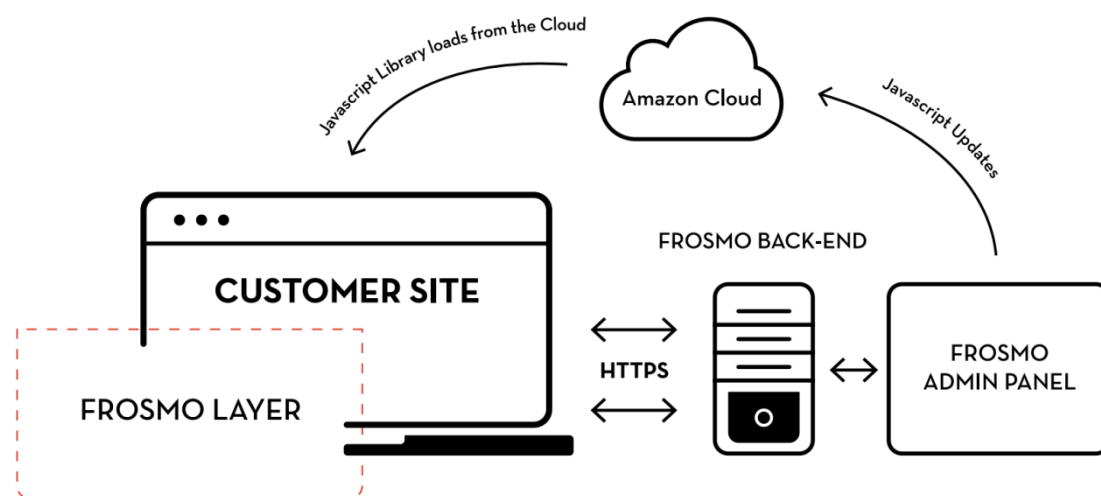 Javascript Library loads from the Cloud
Amazon Cloud
Javascript Updates
CUSTOMER SITE
FROSMO LAYER
HTTPS
FROSMO BACK-END
FROSMO
ADMIN PANEL